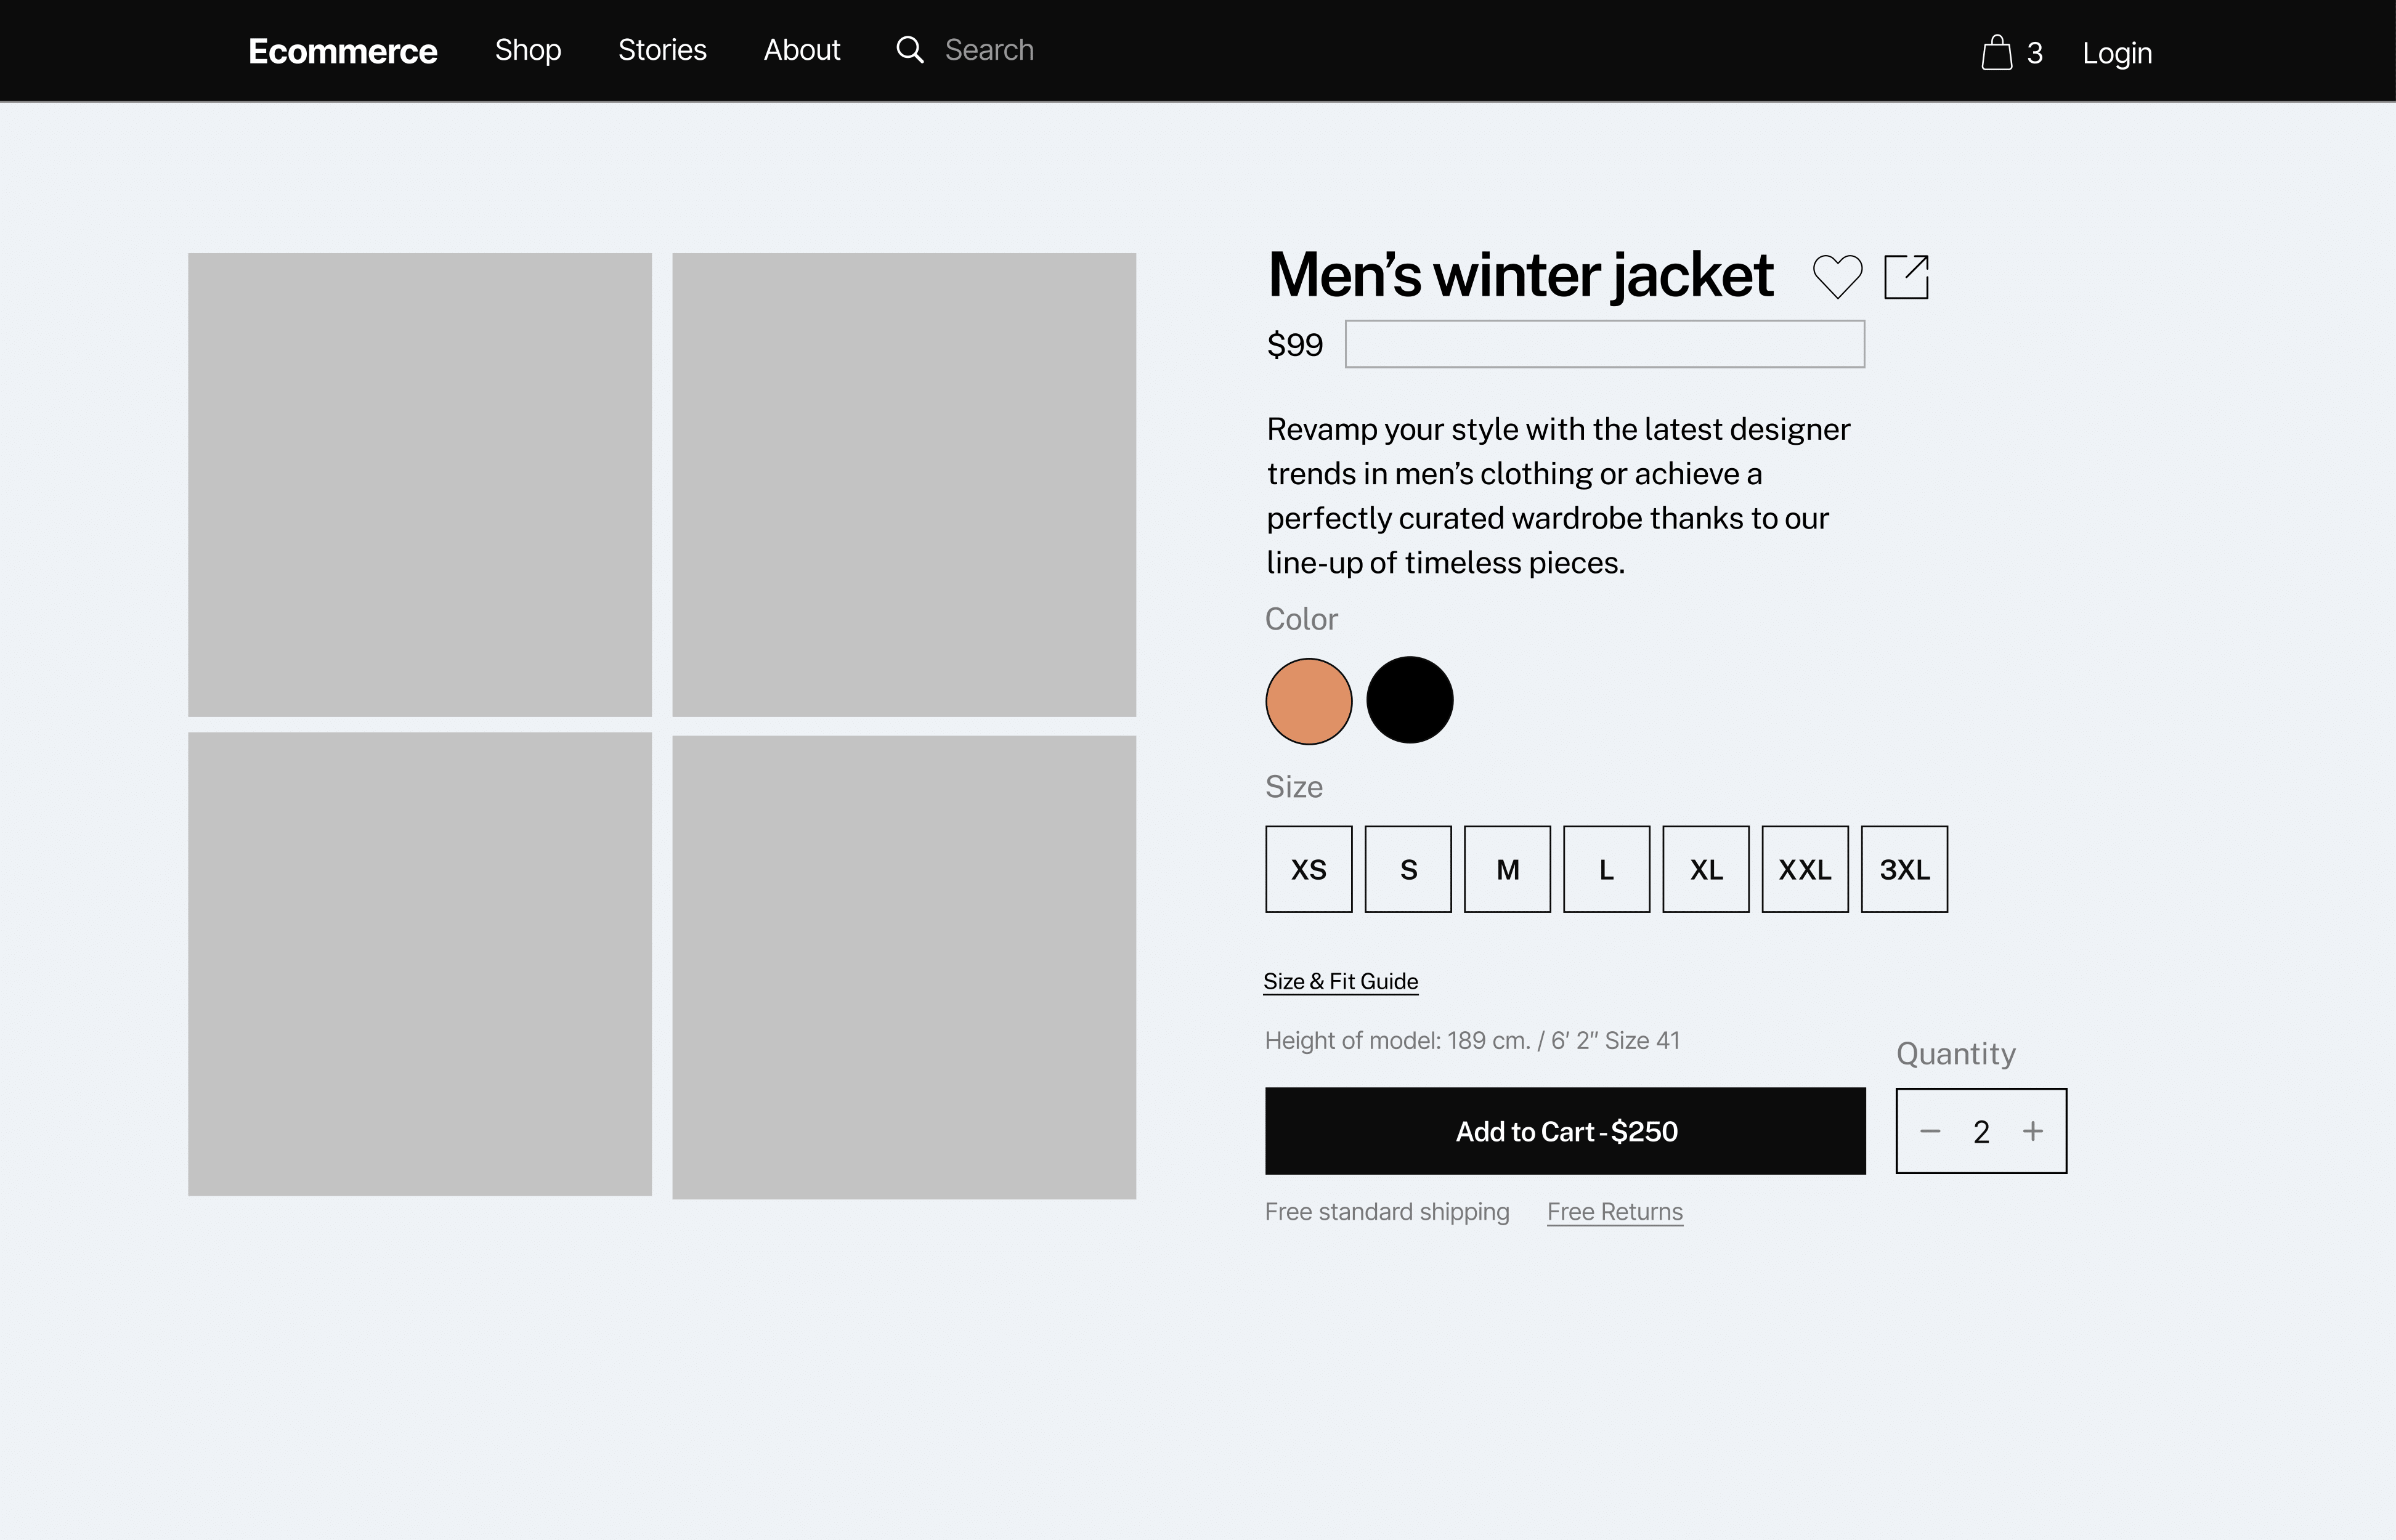 Ecommerce Shop Stories About Search 3 Login
Men’s winter jacket
$99
Revamp your style with the latest designer
trends in men’s clothing or achieve a
perfectly curated wardrobe thanks to our
line-up of timeless pieces.
Color
Size
XS S M L XL XXL 3XL
Size & Fit Guide
Height of model: 189 cm. / 6′ 2″ Size 41
Quantity
Add to Cart - $250
2
Free standard shipping Free Returns